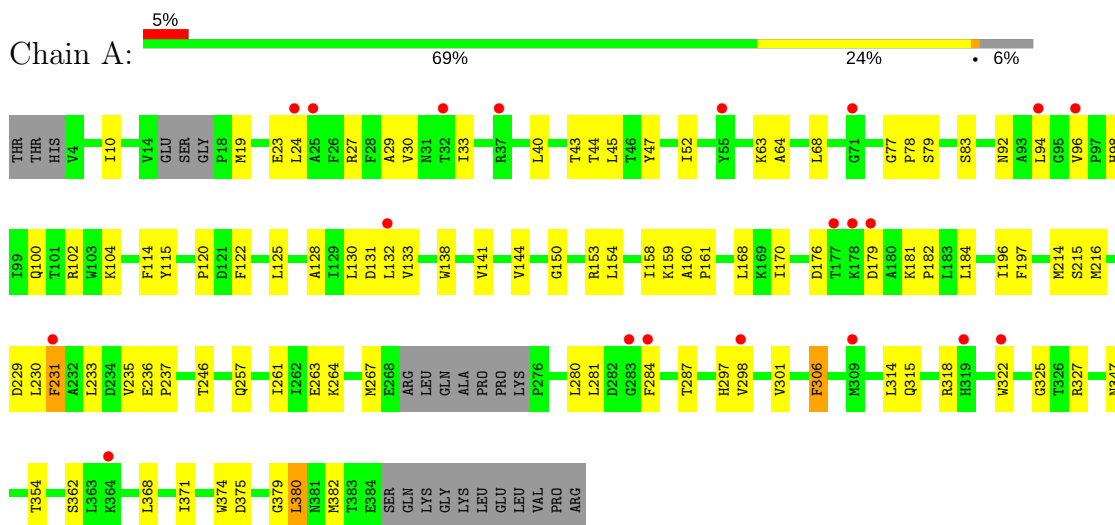 5%
Chain A:
69% 24% • 6%
THR THR HIS V4 I10 V14 GLU SER GLY P18 M19 E23 L24 A25 F26 R27 F28 A29 V30 N31 T32 I33 R37 L40 T43 T44 L45 T46 Y47 I52 Y55 K63 A64 L68 G71 G77 P78 S79 S83 N92 A93 L94 G95 V96 P97 H98
I99 Q100 T101 R102 W103 K104 F114 Y115 P120 D121 F122 L125 A128 I129 L130 D131 L132 V133 W138 V141 V144 G150 R153 L154 I158 K159 A160 P161 L168 K169 I170 D176 T177 K178 D179 A180 K181 P182 L183 L184 I196 F197 M214 S215 M216
D229 L230 F231 A232 L233 D234 V235 E236 P237 T246 Q257 I261 I262 E263 K264 M267 E268 ARG LEU GLN ALA PRO PRO LYS P276 L280 L281 D282 G283 F284 T287 H297 V298 V301 F306 M309 L314 Q315 R318 H319 W322 G325 T326 R327 N347
T354 S362 L363 K364 L368 I371 W374 D375 G379 L380 N381 M382 T383 E384 SER GLN LYS GLY LYS LEU GLU LEU VAL PRO ARG